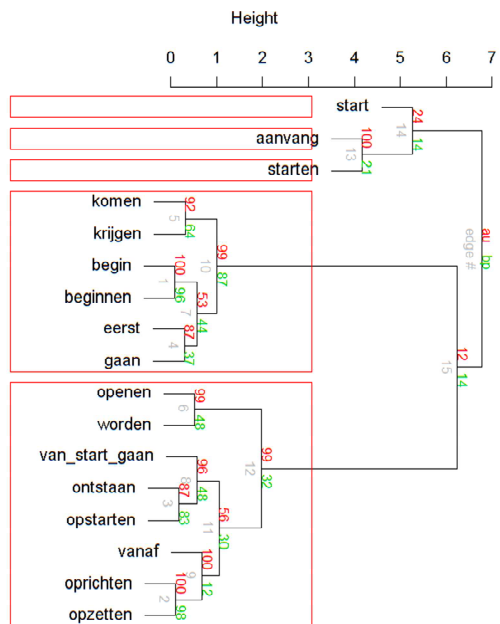 Height
0 1 2 3 4 5 6 7
start
24
14
14
aanvang
100
13
21
starten
komen
92
5
64
krijgen
99
10
87
begin
100
1
96
beginnen
53
7
44
eerst
87
4
37
gaan
au
bp
edge #
12
15
14
openen
99
6
48
worden
99
12
32
van_start_gaan
96
8
48
ontstaan
87
3
83
opstarten
56
11
30
vanaf
100
9
12
oprichten
100
2
98
opzetten